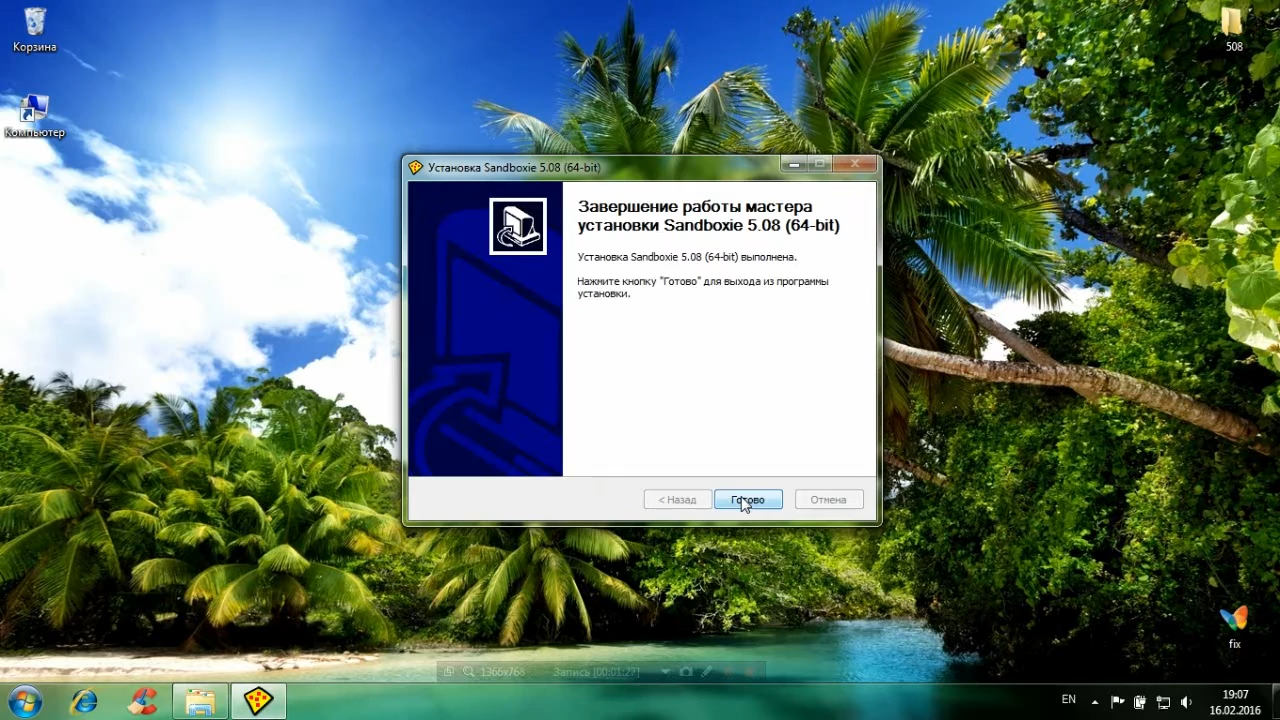 Корзина
508
Компьютер
Установка Sandboxie 5.08 (64-bit)
Завершение работы мастера
установки Sandboxie 5.08 (64-bit)
Установка Sandboxie 5.08 (64-bit) выполнена.
Нажмите кнопку "Готово" для выхода из программы
установки.
< Назад
Готово
Отмена
fix
1366x768
Запись [00:01:27]
EN
19:07
16.02.2016